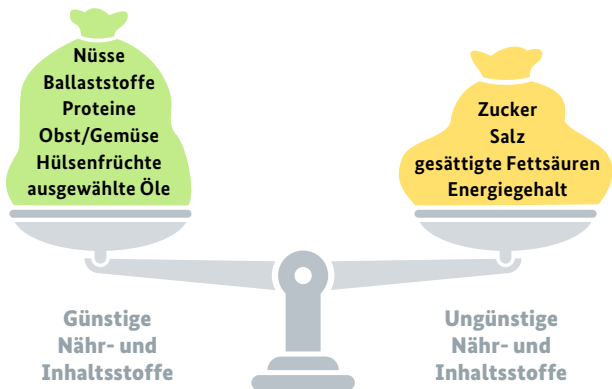 Nüsse
Ballaststoffe
Proteine
Obst/Gemüse
Hülsenfrüchte
ausgewählte Öle
Zucker
Salz
gesättigte Fettsäuren
Energiegehalt
Günstige
Nähr- und
Inhaltsstoffe
Ungünstige
Nähr- und
Inhaltsstoffe